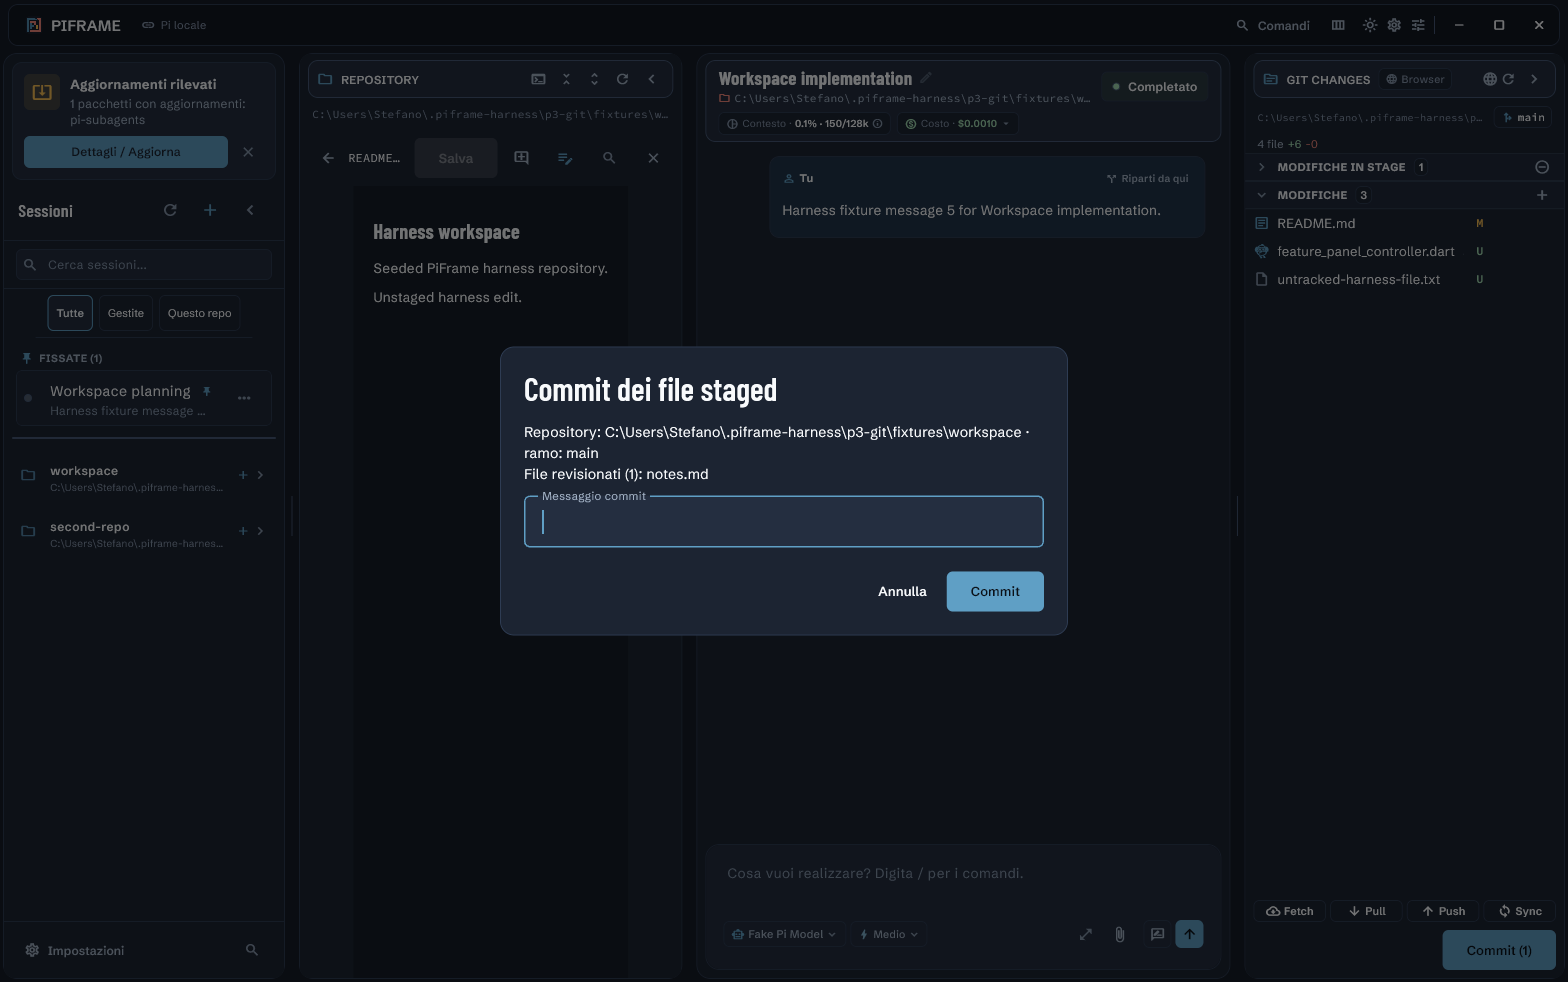 PIFRAME
Pi locale
Comandi
Aggiornamenti rilevati
1 pacchetti con aggiornamenti:
pi-subagents
Dettagli / Aggiorna
Sessioni
Cerca sessioni...
Tutte
Gestite
Questo repo
FISSATE (1)
Workspace planning
Harness fixture message ...
workspace
C:\Users\Stefano\.piframe-harnes...
second-repo
C:\Users\Stefano\.piframe-harnes...
Impostazioni
REPOSITORY
C:\Users\Stefano\.piframe-harness\p3-git\fixtures\w…
README…
Salva
Harness workspace
Seeded PiFrame harness repository.
Unstaged harness edit.
Workspace implementation
C:\Users\Stefano\.piframe-harness\p3-git\fixtures\w…
Completato
Contesto · 0.1% · 150/128k
Costo · $0.0010
Tu
Riparti da qui
Harness fixture message 5 for Workspace implementation.
Commit dei file staged
Repository: C:\Users\Stefano\.piframe-harness\p3-git\fixtures\workspace ·
ramo: main
File revisionati (1): notes.md
Messaggio commit
Annulla
Commit
Cosa vuoi realizzare? Digita / per i comandi.
Fake Pi Model
Medio
GIT CHANGES
Browser
C:\Users\Stefano\.piframe-harness\p…
main
4 file +6 -0
MODIFICHE IN STAGE 1
MODIFICHE 3
README.md M
feature_panel_controller.dart U
untracked-harness-file.txt U
Fetch
Pull
Push
Sync
Commit (1)